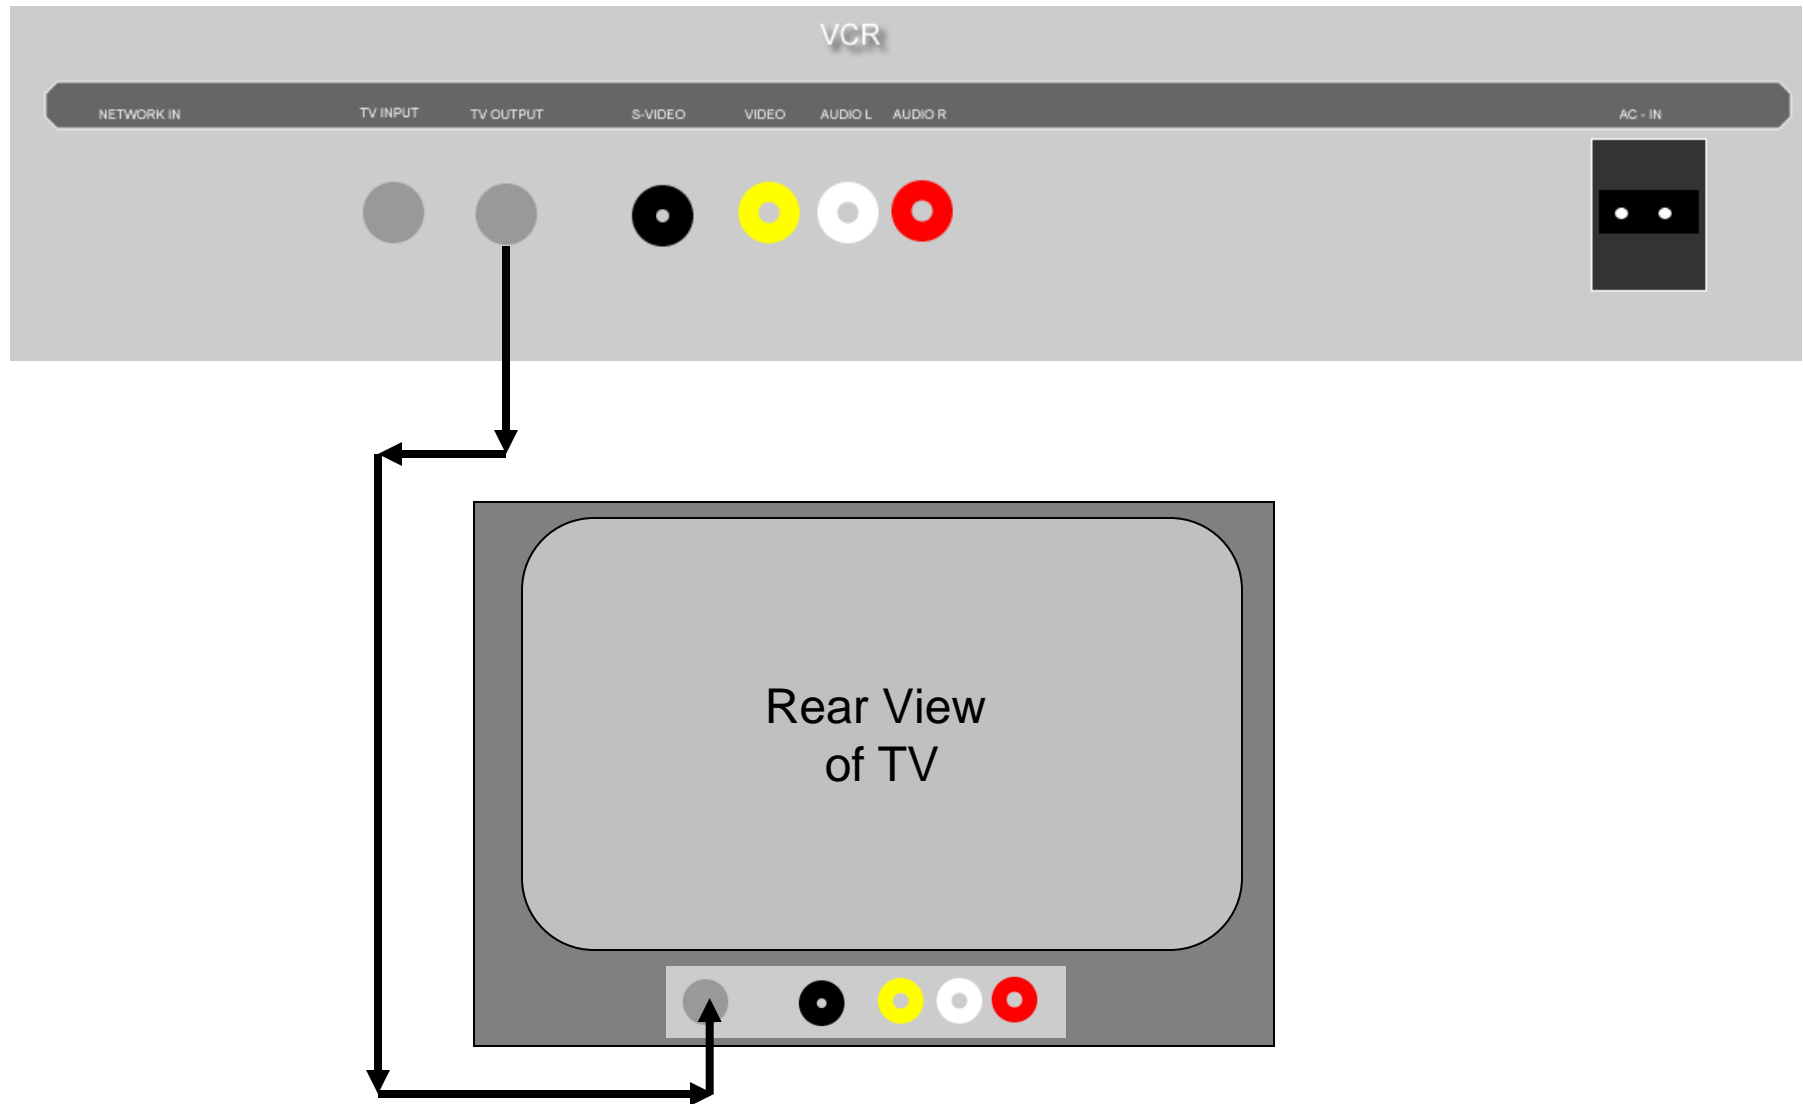 VCR
NETWORK IN TV INPUT TV OUTPUT S-VIDEO VIDEO AUDIO L AUDIO R AC - IN
Rear View
of TV